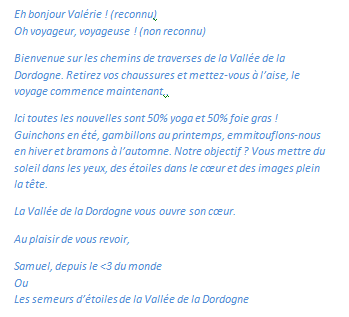 Eh bonjour Valérie ! (reconnu)
Oh voyageur, voyageuse ! (non reconnu)
Bienvenue sur les chemins de traverses de la Vallée de la
Dordogne. Retirez vos chaussures et mettez-vous à l'aise, le
voyage commence maintenant.
Ici toutes les nouvelles sont 50% yoga et 50% foie gras !
Guinchons en été, gambillons au printemps, emmitouflons-nous
en hiver et bramons à l'automne. Notre objectif ? Vous mettre du
soleil dans les yeux, des étoiles dans le cœur et des images plein
la tête.
La Vallée de la Dordogne vous ouvre son cœur.
Au plaisir de vous revoir,
Samuel, depuis le <3 du monde
Ou
Les semeurs d'étoiles de la Vallée de la Dordogne